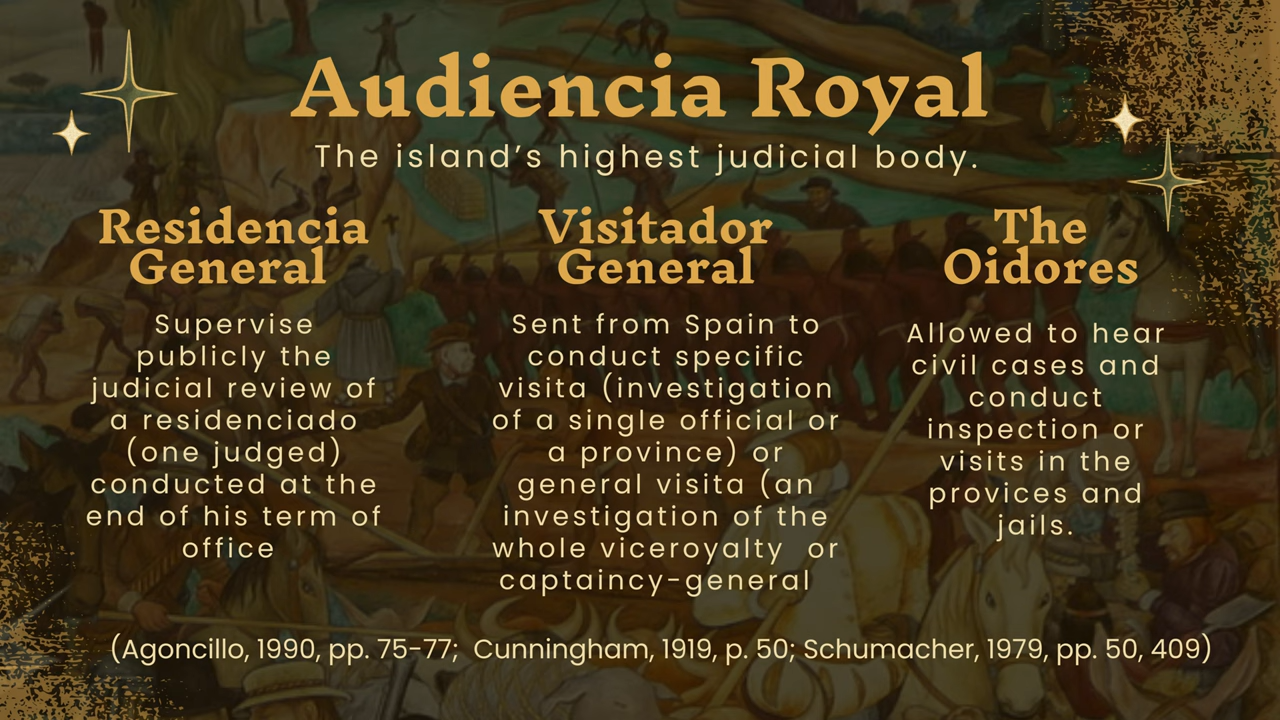 Audiencia Royal
The island’s highest judicial body.
Residencia
General
Supervise
publicly the
judicial review of
a residenciado
(one judged)
conducted at the
end of his term of
office
Visitador
General
Sent from Spain to
conduct specific
visita (investigation
of a single official or
a province) or
general visita (an
investigation of the
whole viceroyalty  or
captaincy-general
The
Oidores
Allowed to hear
civil cases and
conduct
inspection or
visits in the
provices and
jails.
(Agoncillo, 1990, pp. 75-77;  Cunningham, 1919, p. 50; Schumacher, 1979, pp. 50, 409)